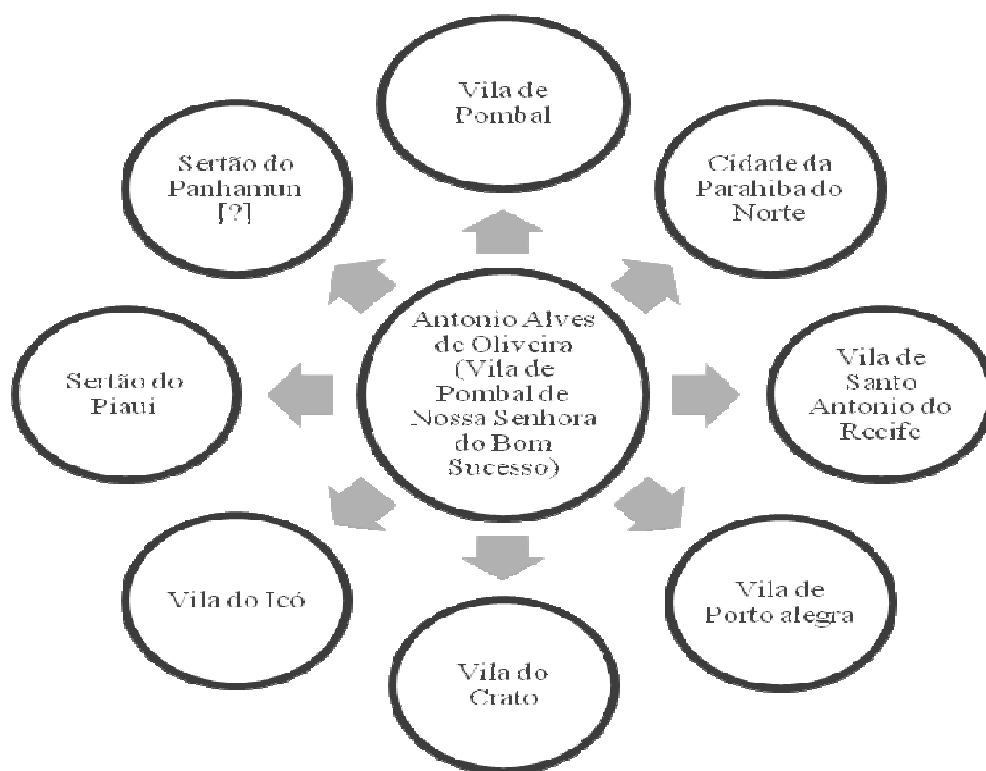 Vila de
Pombal
Cidade da
Parahiba do
Norte
Vila de
Santo
Antonio do
Recife
Vila de
Porto alegra
Vila do
Crato
Vila do Icó
Sertão do
Piaui
Sertão do
Panhamun
[?]
Antonio Alves
de Oliveira
(Vila de
Pombal de
Nossa Senhora
do Bom
Sucesso)